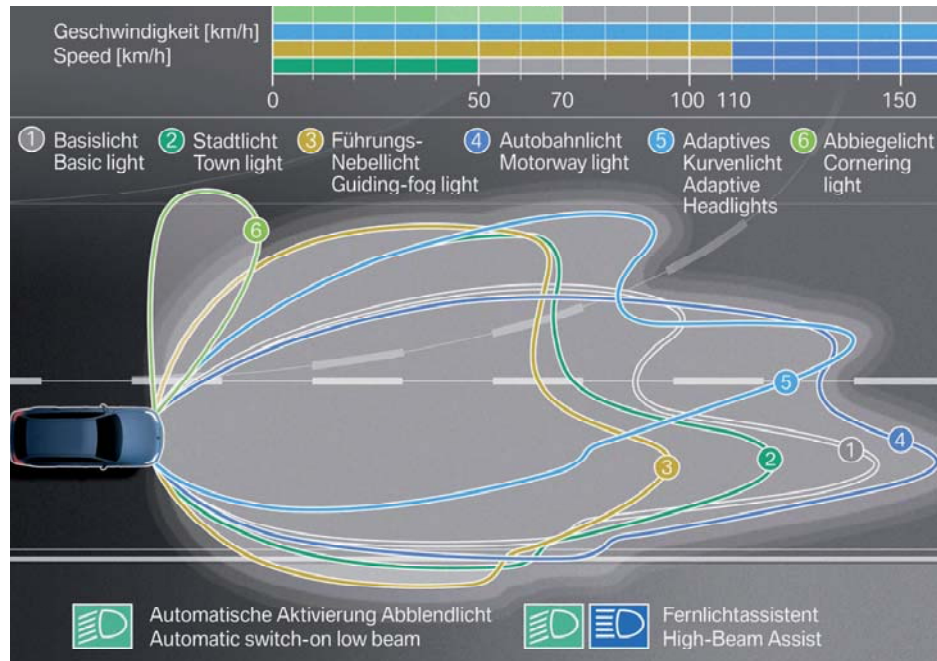 Geschwindigkeit [km/h]
Speed [km/h]
0 50 70 100 110 150
1 Basislicht
Basic light
2 Stadtlicht
Town light
3 Führungs-
Nebellicht
Guiding-fog light
4 Autobahnlicht
Motorway light
5 Adaptives
Kurvenlicht
Adaptive
Headlights
6 Abbiegelicht
Cornering
light
6
5
4
1
2
3
Automatische Aktivierung Abblendlicht
Automatic switch-on low beam
Fernlichtassistent
High-Beam Assist